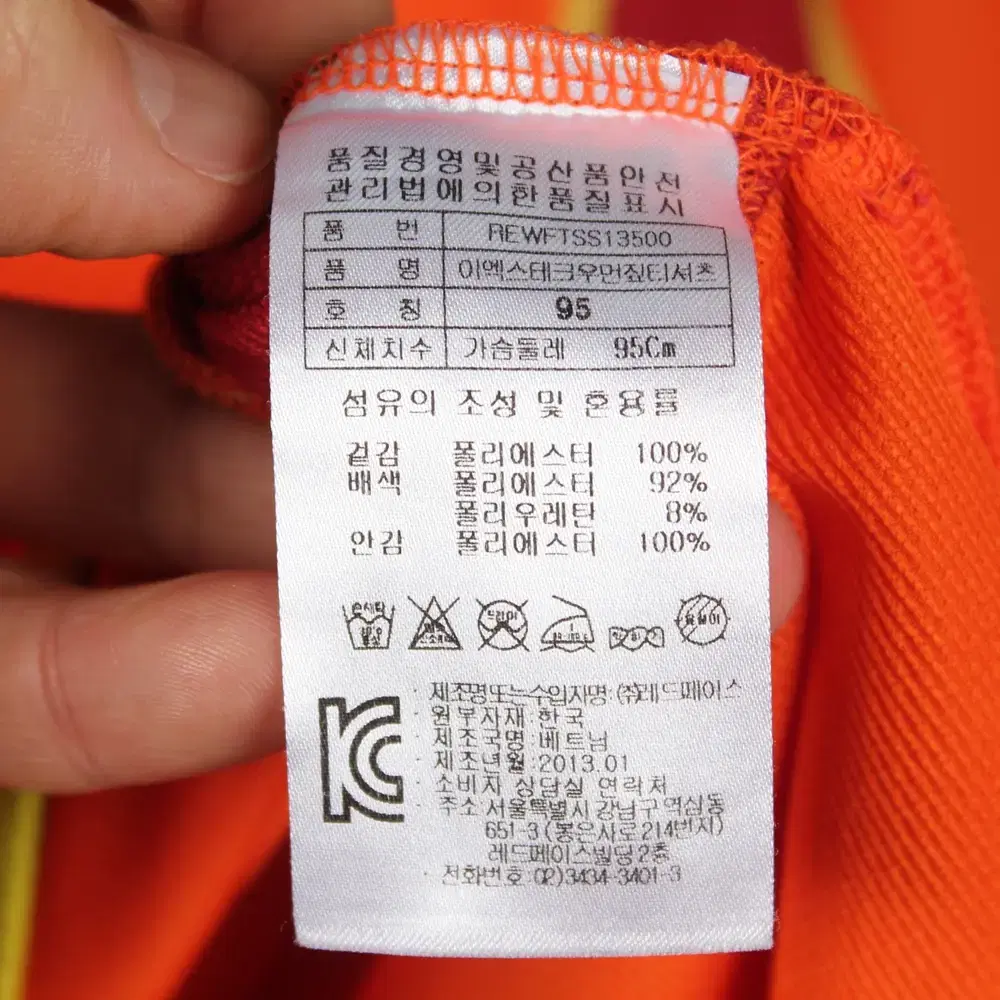 품질경영및공산품안전
관리법에의한품질표시
품 번 REWFTSS13500
품 명 이엑스테크우먼짚티셔츠
호 칭 95
신체치수 가슴둘레 95Cm
섬유의 조성 및 혼용률
겉감 폴리에스터 100%
배색 폴리에스터 92%
폴리우레탄 8%
안감 폴리에스터 100%
손세탁
드라이
KC
· 제조명또는수입자명 (주)레드페이스
· 원부자재:한국
· 제조국명:베트남
· 제조년월:2013.01
· 소비자 상담실 연락처
· 주소 서울특별시 강남구 역삼동
651-3 (봉은사로 214번지)
레드페이스빌딩 2층
· 전화번호 02)3434-3401-3